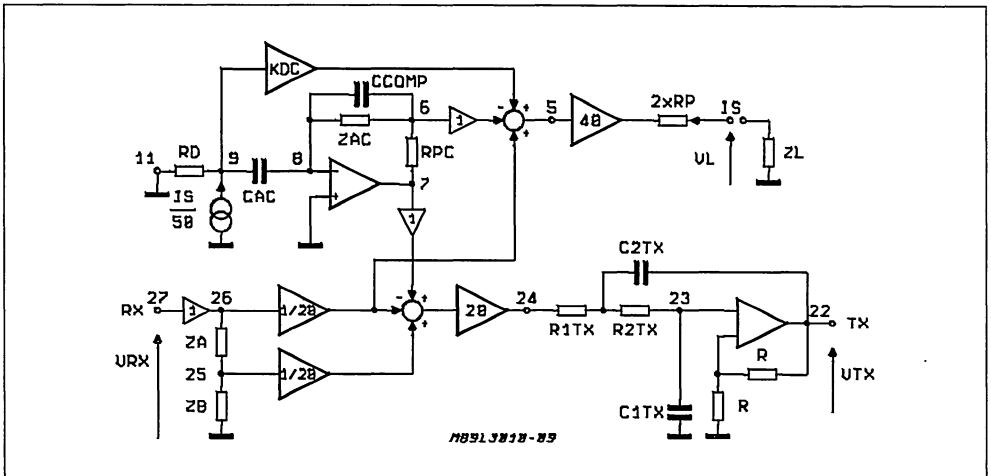 KDC
CCOMP
6
5
2xRP
IS
ZAC
1
-
+
+
40
11
RD
9
8
RPC
VL
ZL
IS
50
CAC
-
+
7
1
C2TX
RX
27
1
26
1/20
-
+
+
20
24
R1TX
R2TX
23
22
TX
ZA
VRX
25
1/20
R
VTX
ZB
C1TX
R
M89L3010-09